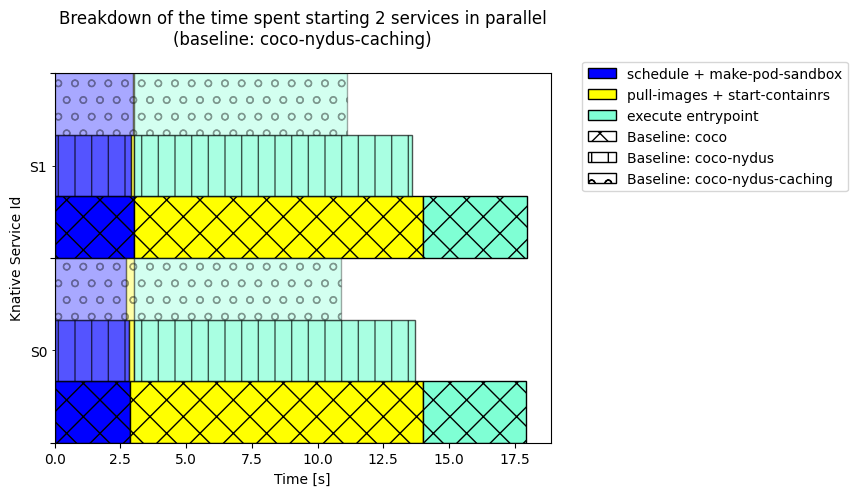 Breakdown of the time spent starting 2 services in parallel
(baseline: coco-nydus-caching)
schedule + make-pod-sandbox
pull-images + start-containrs
execute entrypoint
Baseline: coco
Baseline: coco-nydus
Baseline: coco-nydus-caching
Knative Service Id
S1
S0
0.0 2.5 5.0 7.5 10.0 12.5 15.0 17.5
Time [s]